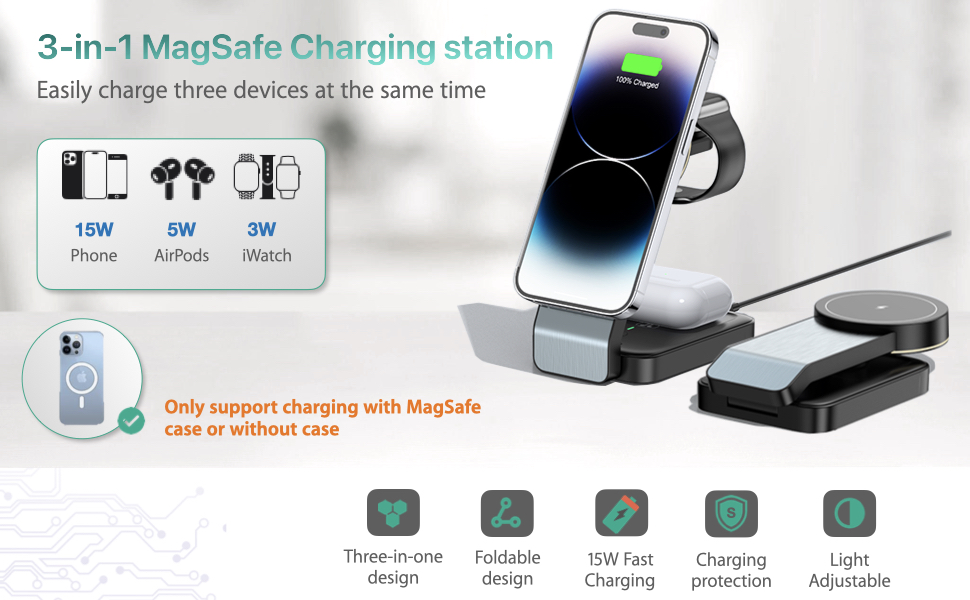 3-in-1 MagSafe Charging station
Easily charge three devices at the same time
100% Charged
15W
5W
3W
Phone
AirPods
iWatch
Only support charging with MagSafe
case or without case
S
Three-in-one
design
Foldable
design
15W Fast
Charging
Charging
protection
Light
Adjustable